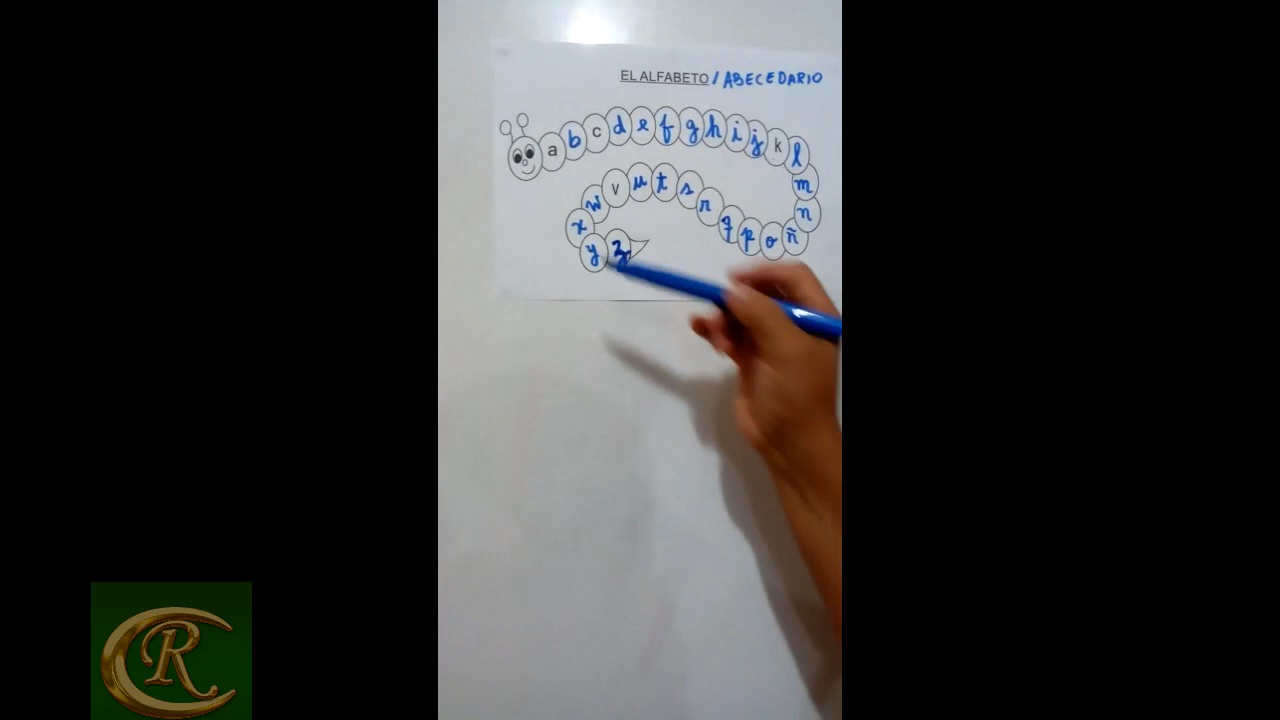 EL ALFABETO / ABECEDARIO
a b c d e f g h i j k l
m
n
ñ o p q r s t u v w x
y z
CR